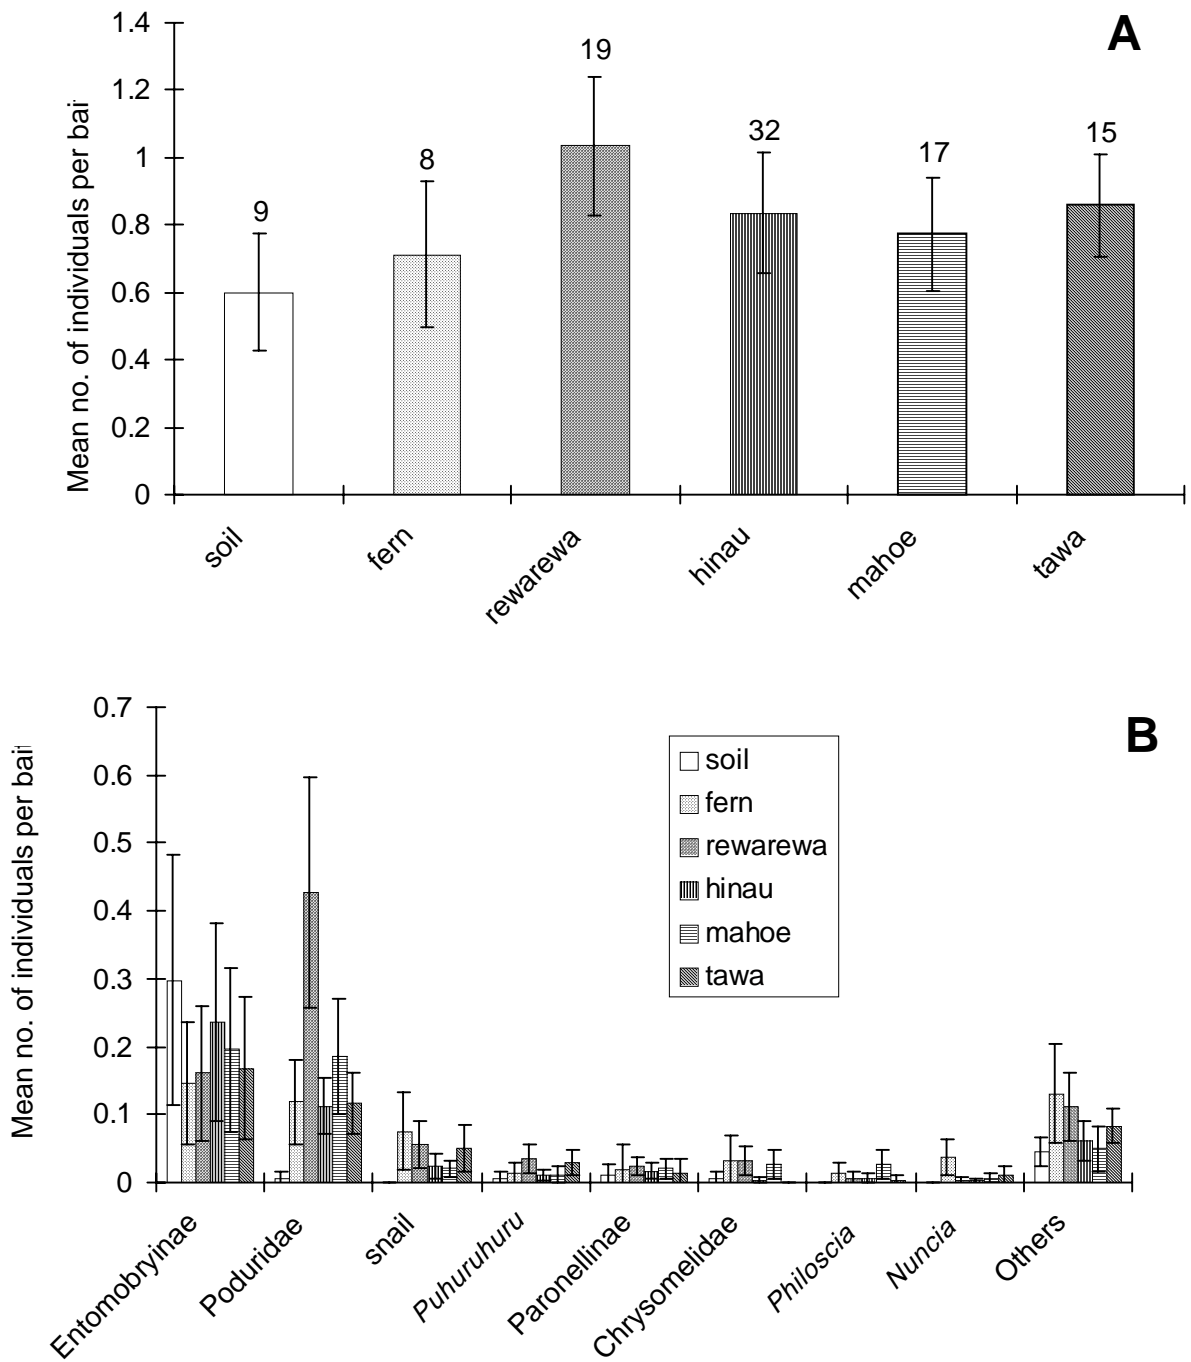 A
Mean no. of individuals per bai
1.4
1.2
1
0.8
0.6
0.4
0.2
0
9
8
19
32
17
15
soil
fern
rewarewa
hinau
mahoe
tawa
B
Mean no. of individuals per bai
0.7
0.6
0.5
0.4
0.3
0.2
0.1
0
soil
fern
rewarewa
hinau
mahoe
tawa
Entomobryinae
Poduridae
snail
Puhuruhuru
Paronellinae
Chrysomelidae
Philoscia
Nuncia
Others